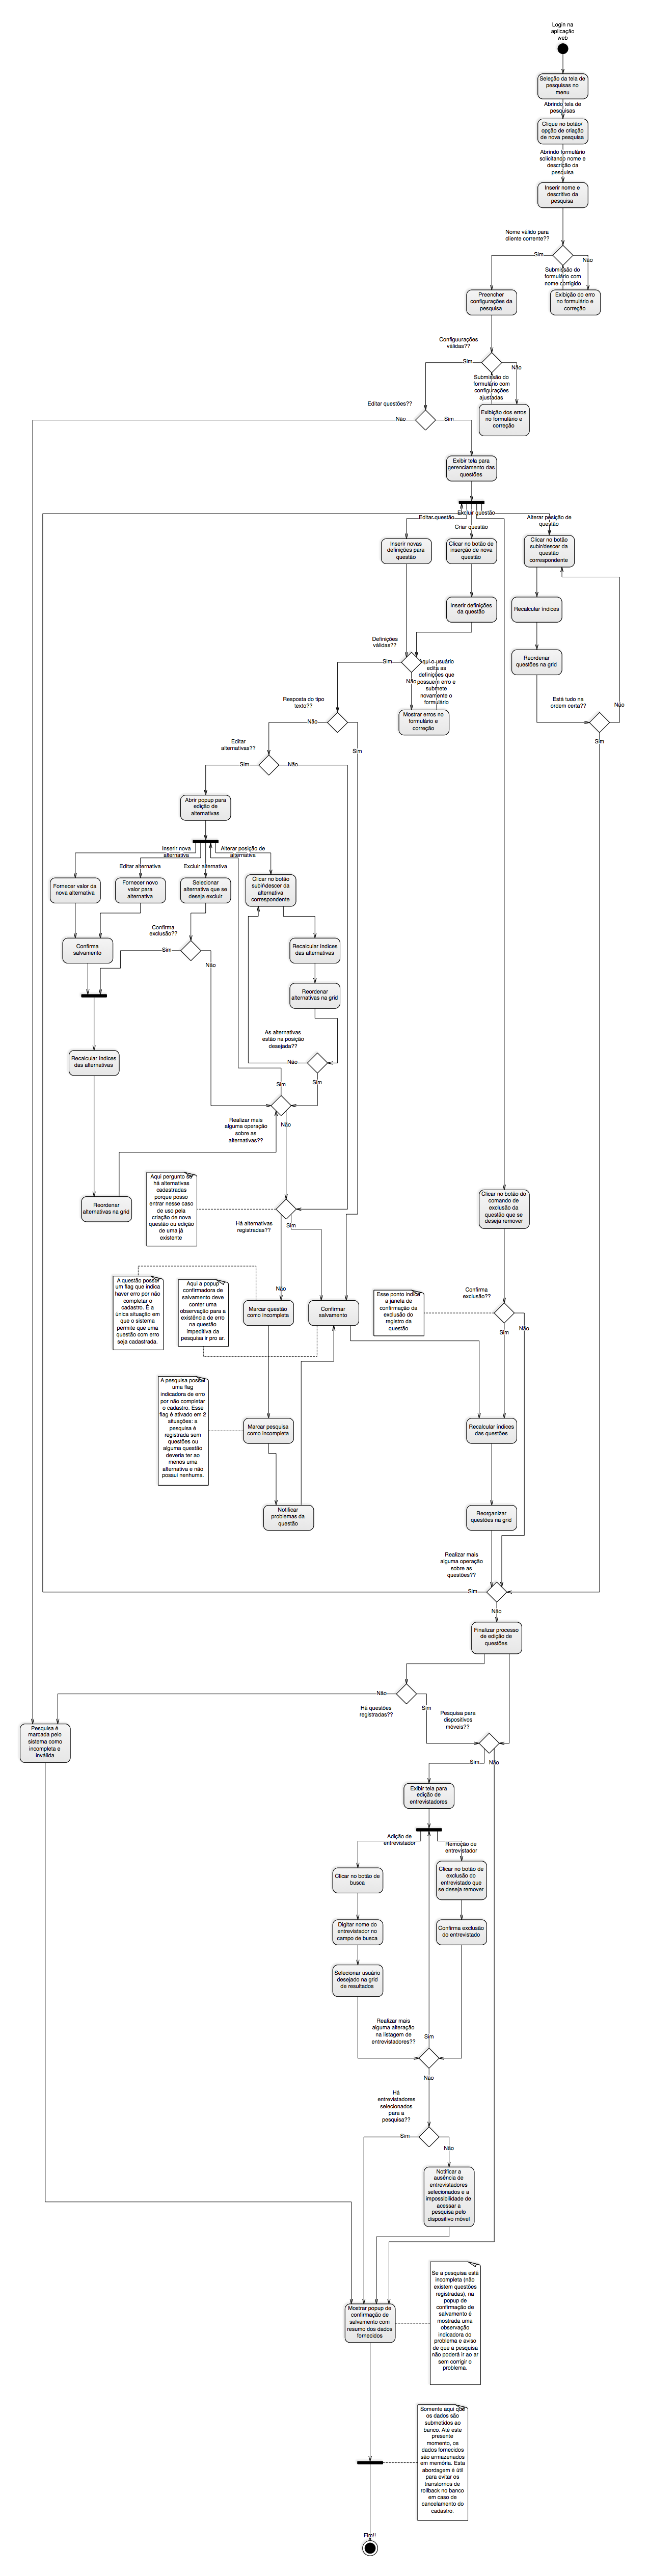 Login na
aplicação
web
Seleção da tela de
pesquisas no
menu
Abrindo tela de
pesquisas
Clique no botão/
opção de criação
de nova pesquisa
Abrindo formulário
solicitando nome e
descrição da
pesquisa
Inserir nome e
descritivo da
pesquisa
Nome válido para
cliente corrente??
Sim
Não
Submissão do
formulário com
nome corrigido
Preencher
configurações da
pesquisa
Exibição do erro
no formulário e
correção
Configuurações
válidas??
Sim
Não
Submissão do
formulário com
configurações
ajustadas
Editar questões??
Não
Sim
Exibição dos erros
no formulário e
correção
Exibir tela para
gerenciamento das
questões
Excluir questão
Editar questão
Criar questão
Alterar posição de
questão
Inserir novas
definições para
questão
Clicar no botão de
inserção de nova
questão
Clicar no botão
subir/descer da
questão
correspondente
Inserir definições
da questão
Recalcular índices
Definições
válidas??
Sim
Não
Aqui o usuário
edita as
definições que
possuem erro e
submete
novamente o
formulário
Reordenar
questões na grid
Resposta do tipo
texto??
Não
Sim
Mostrar erros no
formulário e
correção
Está tudo na
ordem certa??
Não
Sim
Editar
alternativas??
Sim
Não
Abrir popup para
edição de
alternativas
Inserir nova
alternativa
Alterar posição de
alternativa
Editar alternativa
Excluir alternativa
Fornecer valor da
nova alternativa
Fornecer novo
valor para
alternativa
Selecionar
alternativa que se
deseja excluir
Clicar no botão
subir/descer da
alternativa
correspondente
Confirma
exclusão??
Sim
Não
Confirma
salvamento
Recalcular índices
das alternativas
Reordenar
alternativas na grid
As alternativas
estão na posição
desejada??
Não
Sim
Recalcular índices
das alternativas
Sim
Realizar mais
alguma operação
sobre as
alternativas??
Não
Reordenar
alternativas na grid
Aqui pergunto se
há alternativas
cadastradas
porque posso
entrar nesse caso
de uso pela
criação de nova
questão ou edição
de uma já
existente
Há alternativas
registradas??
Sim
Não
Clicar no botão do
comando de
exclusão da
questão que se
deseja remover
A questão possui
um flag que indica
haver erro por não
completar o
cadastro. É a
única situação em
que o sistema
permite que uma
questão com erro
seja cadastrada.
Aqui a popup
confirmadora de
salvamento deve
conter uma
observação para a
existência de erro
na questão
impeditiva da
pesquisa ir pro ar.
Marcar questão
como incompleta
Confirmar
salvamento
Esse ponto indica
a janela de
confirmação da
exclusão do
registro da
questão
Confirma
exclusão??
Sim
Não
A pesquisa possui
uma flag
indicadora de erro
por não completar
o cadastro. Esse
flag é ativado em 2
situações: a
pesquisa é
registrada sem
questões ou
alguma questão
deveria ter ao
menos uma
alternativa e não
possui nenhuma.
Marcar pesquisa
como incompleta
Recalcular índices
das questões
Notificar
problemas da
questão
Reorganizar
questões na grid
Realizar mais
alguma operação
sobre as
questões??
Sim
Não
Finalizar processo
de edição de
questões
Não
Há questões
registradas??
Sim
Pesquisa para
dispositivos
móveis??
Sim
Não
Pesquisa é
marcada pelo
sistema como
incompleta e
inválida
Exibir tela para
edição de
entrevistadores
Adição de
entrevistador
Remoção de
entrevistador
Clicar no botão de
busca
Clicar no botão de
exclusão do
entrevistado que
se deseja remover
Digitar nome do
entrevistador no
campo de busca
Confirma exclusão
do entrevistado
Selecionar usuário
desejado na grid
de resultados
Realizar mais
alguma alteração
na listagem de
entrevistadores??
Sim
Não
Há
entrevistadores
selecionados
para a
pesquisa??
Sim
Não
Notificar a
ausência de
entrevistadores
selecionados e a
impossibilidade de
acessar a
pesquisa pelo
dispositivo móvel
Mostrar popup de
confirmação de
salvamento com
resumo dos dados
fornecidos
Se a pesquisa está
incompleta (não
existem questões
registradas), na
popup de
confirmação de
salvamento é
mostrada uma
observação
indicadora do
problema e aviso
de que a pesquisa
não poderá ir ao ar
sem corrigir o
problema.
Somente aqui que
os dados são
submetidos ao
banco. Até este
presente
momento, os
dados fornecidos
são armazenados
em memória. Esta
abordagem é útil
para evitar os
transtornos de
rollback no banco
em caso de
cancelamento do
cadastro.
Fim!!